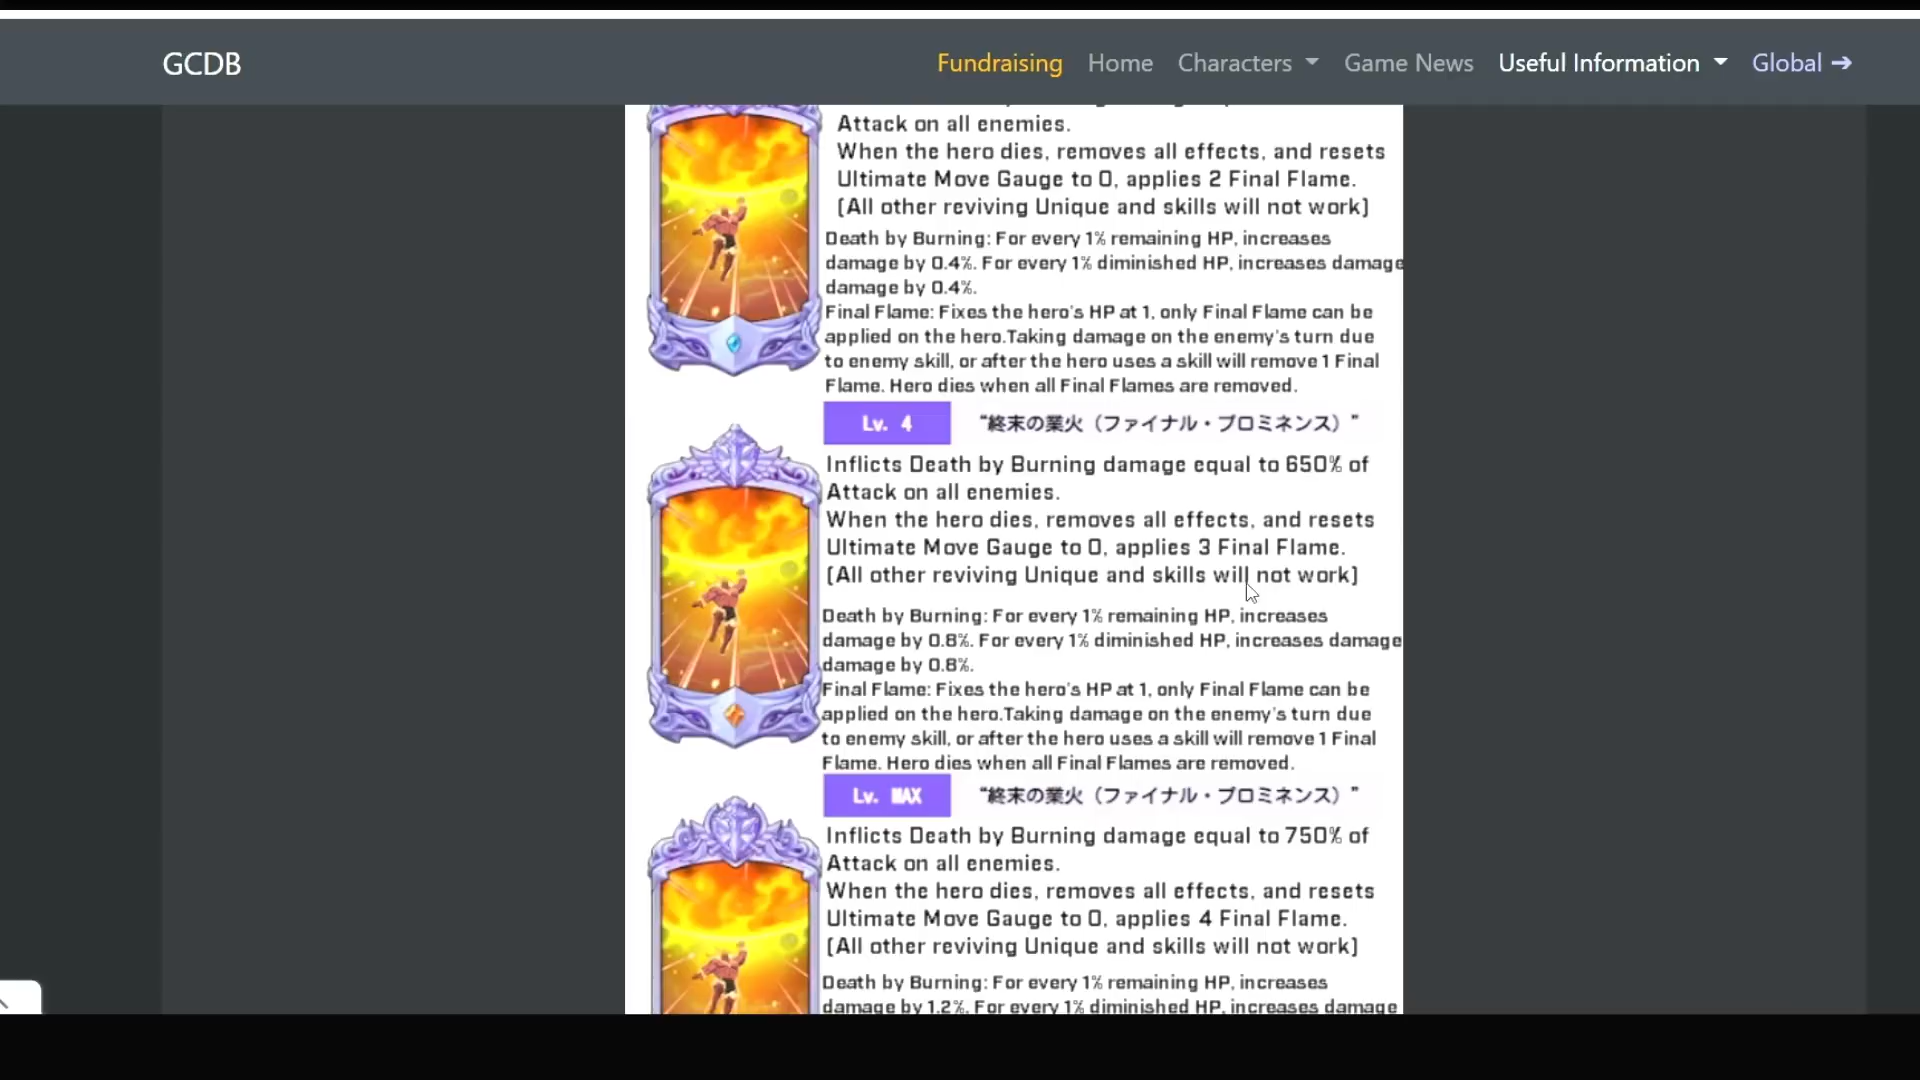 GCDB
Fundraising Home Characters Game News Useful Information Global →
Attack on all enemies.
When the hero dies, removes all effects, and resets
Ultimate Move Gauge to 0, applies 2 Final Flame.
(All other reviving Unique and skills will not work)
Death by Burning: For every 1% remaining HP, increases
damage by 0.4%. For every 1% diminished HP, increases damage
damage by 0.4%.
Final Flame: Fixes the hero's HP at 1, only Final Flame can be
applied on the hero.Taking damage on the enemy's turn due
to enemy skill, or after the hero uses a skill will remove 1 Final
Flame. Hero dies when all Final Flames are removed.
Lv. 4 “終末の業火（ファイナル・プロミネンス）”
Inflicts Death by Burning damage equal to 650% of
Attack on all enemies.
When the hero dies, removes all effects, and resets
Ultimate Move Gauge to 0, applies 3 Final Flame.
(All other reviving Unique and skills will not work)
Death by Burning: For every 1% remaining HP, increases
damage by 0.8%. For every 1% diminished HP, increases damage
damage by 0.8%.
Final Flame: Fixes the hero's HP at 1, only Final Flame can be
applied on the hero.Taking damage on the enemy's turn due
to enemy skill, or after the hero uses a skill will remove 1 Final
Flame. Hero dies when all Final Flames are removed.
Lv. MAX “終末の業火（ファイナル・プロミネンス）”
Inflicts Death by Burning damage equal to 750% of
Attack on all enemies.
When the hero dies, removes all effects, and resets
Ultimate Move Gauge to 0, applies 4 Final Flame.
(All other reviving Unique and skills will not work)
Death by Burning: For every 1% remaining HP, increases
damage by 1.2%. For every 1% diminished HP, increases damage